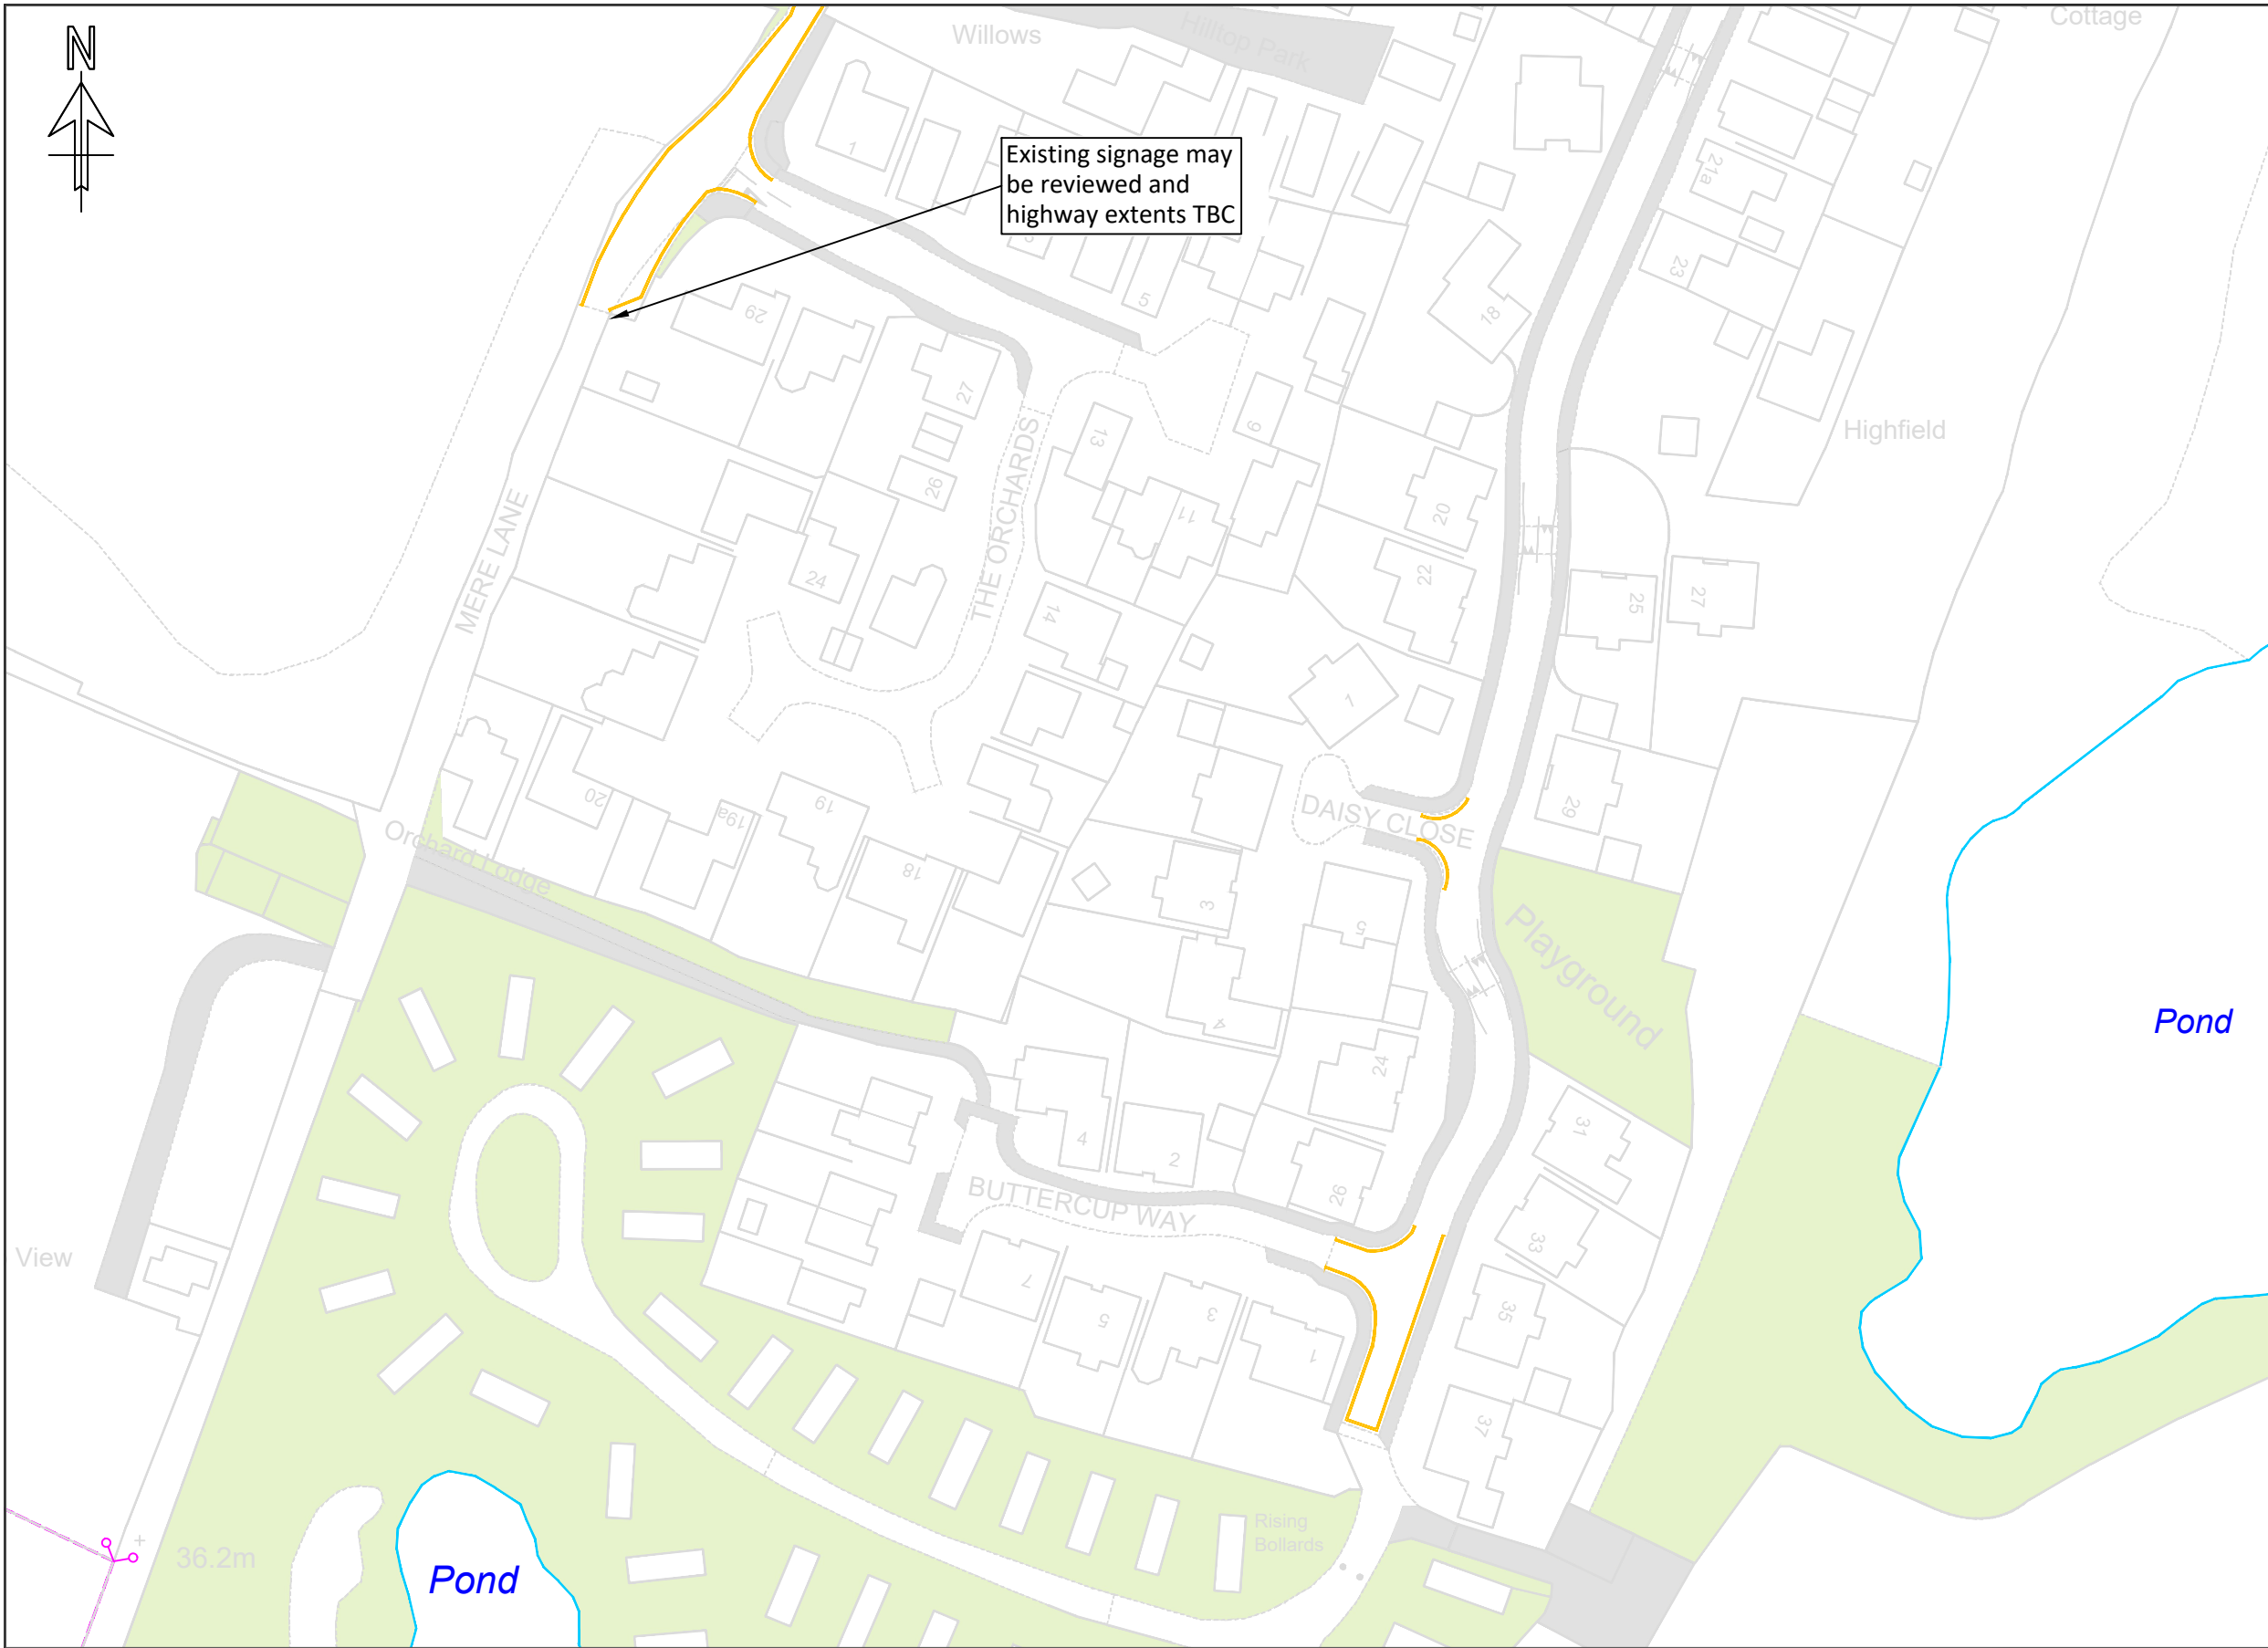 N
Willows
Hilltop Park
Cottage
Existing signage may
be reviewed and
highway extents TBC
1
3
5
21a
23
18
29
27
26
THE ORCHARDS
13
9
11
Highfield
20
MERE LANE
24
22
25
27
14
1
29
20
19a
19
DAISY CLOSE
Orchard Lodge
18
3
5
Playground
4
24
Pond
4
2
31
26
BUTTERCUP WAY
33
View
7
5
3
1
35
37
Rising
Bollards
36.2m
Pond